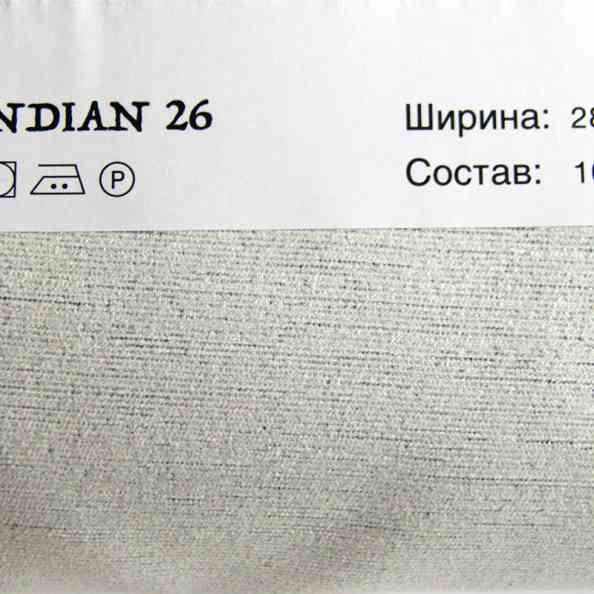 NDIAN 26
Ширина: 28
P
Состав: 10